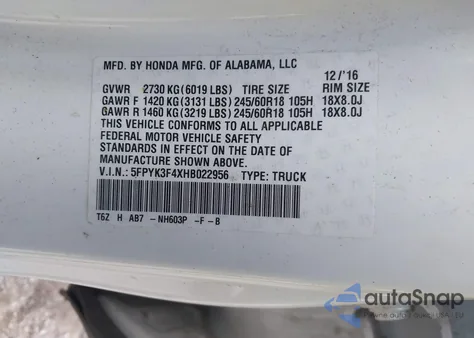 MFD. BY HONDA MFG. OF ALABAMA, LLC 12/'16
GVWR 2730 KG(6019 LBS) TIRE SIZE RIM SIZE
GAWR F 1420 KG(3131 LBS) 245/60R18 105H 18X8.0J
GAWR R 1460 KG(3219 LBS) 245/60R18 105H 18X8.0J
THIS VEHICLE CONFORMS TO ALL APPLICABLE
FEDERAL MOTOR VEHICLE SAFETY
STANDARDS IN EFFECT ON THE DATE OF
MANUFACTURE SHOWN ABOVE.
V.I.N.: 5FPYK3F4XHB022956 TYPE: TRUCK
T6Z H AB7 -NH603P -F -B
autoSnap